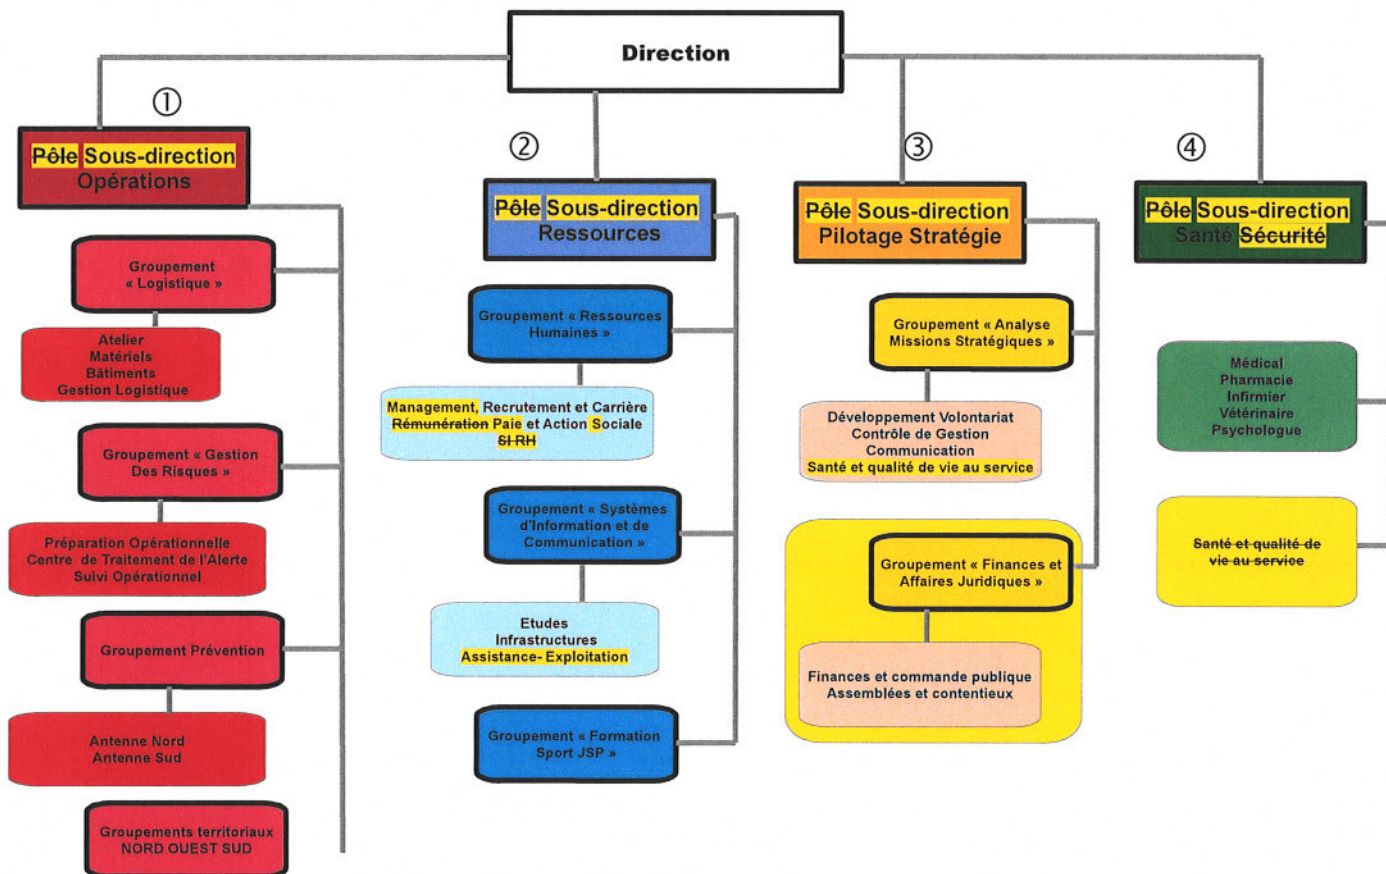 Direction
①
Pôle Sous-direction
Opérations
Groupement
« Logistique »
Atelier
Matériels
Bâtiments
Gestion Logistique
Groupement « Gestion
Des Risques »
Préparation Opérationnelle
Centre de Traitement de l'Alerte
Suivi Opérationnel
Groupement Prévention
Antenne Nord
Antenne Sud
Groupements territoriaux
NORD OUEST SUD
②
Pôle Sous-direction
Ressources
Groupement « Ressources
Humaines »
Management, Recrutement et Carrière
Rémunération Paie et Action Sociale
SI RH
Groupement « Systèmes
d'Information et de
Communication »
Etudes
Infrastructures
Assistance- Exploitation
Groupement « Formation
Sport JSP »
③
Pôle Sous-direction
Pilotage Stratégie
Groupement « Analyse
Missions Stratégiques »
Développement Volontariat
Contrôle de Gestion
Communication
Santé et qualité de vie au service
Groupement « Finances et
Affaires Juridiques »
Finances et commande publique
Assemblées et contentieux
④
Pôle Sous-direction
Santé Sécurité
Médical
Pharmacie
Infirmier
Vétérinaire
Psychologue
Santé et qualité de
vie au service